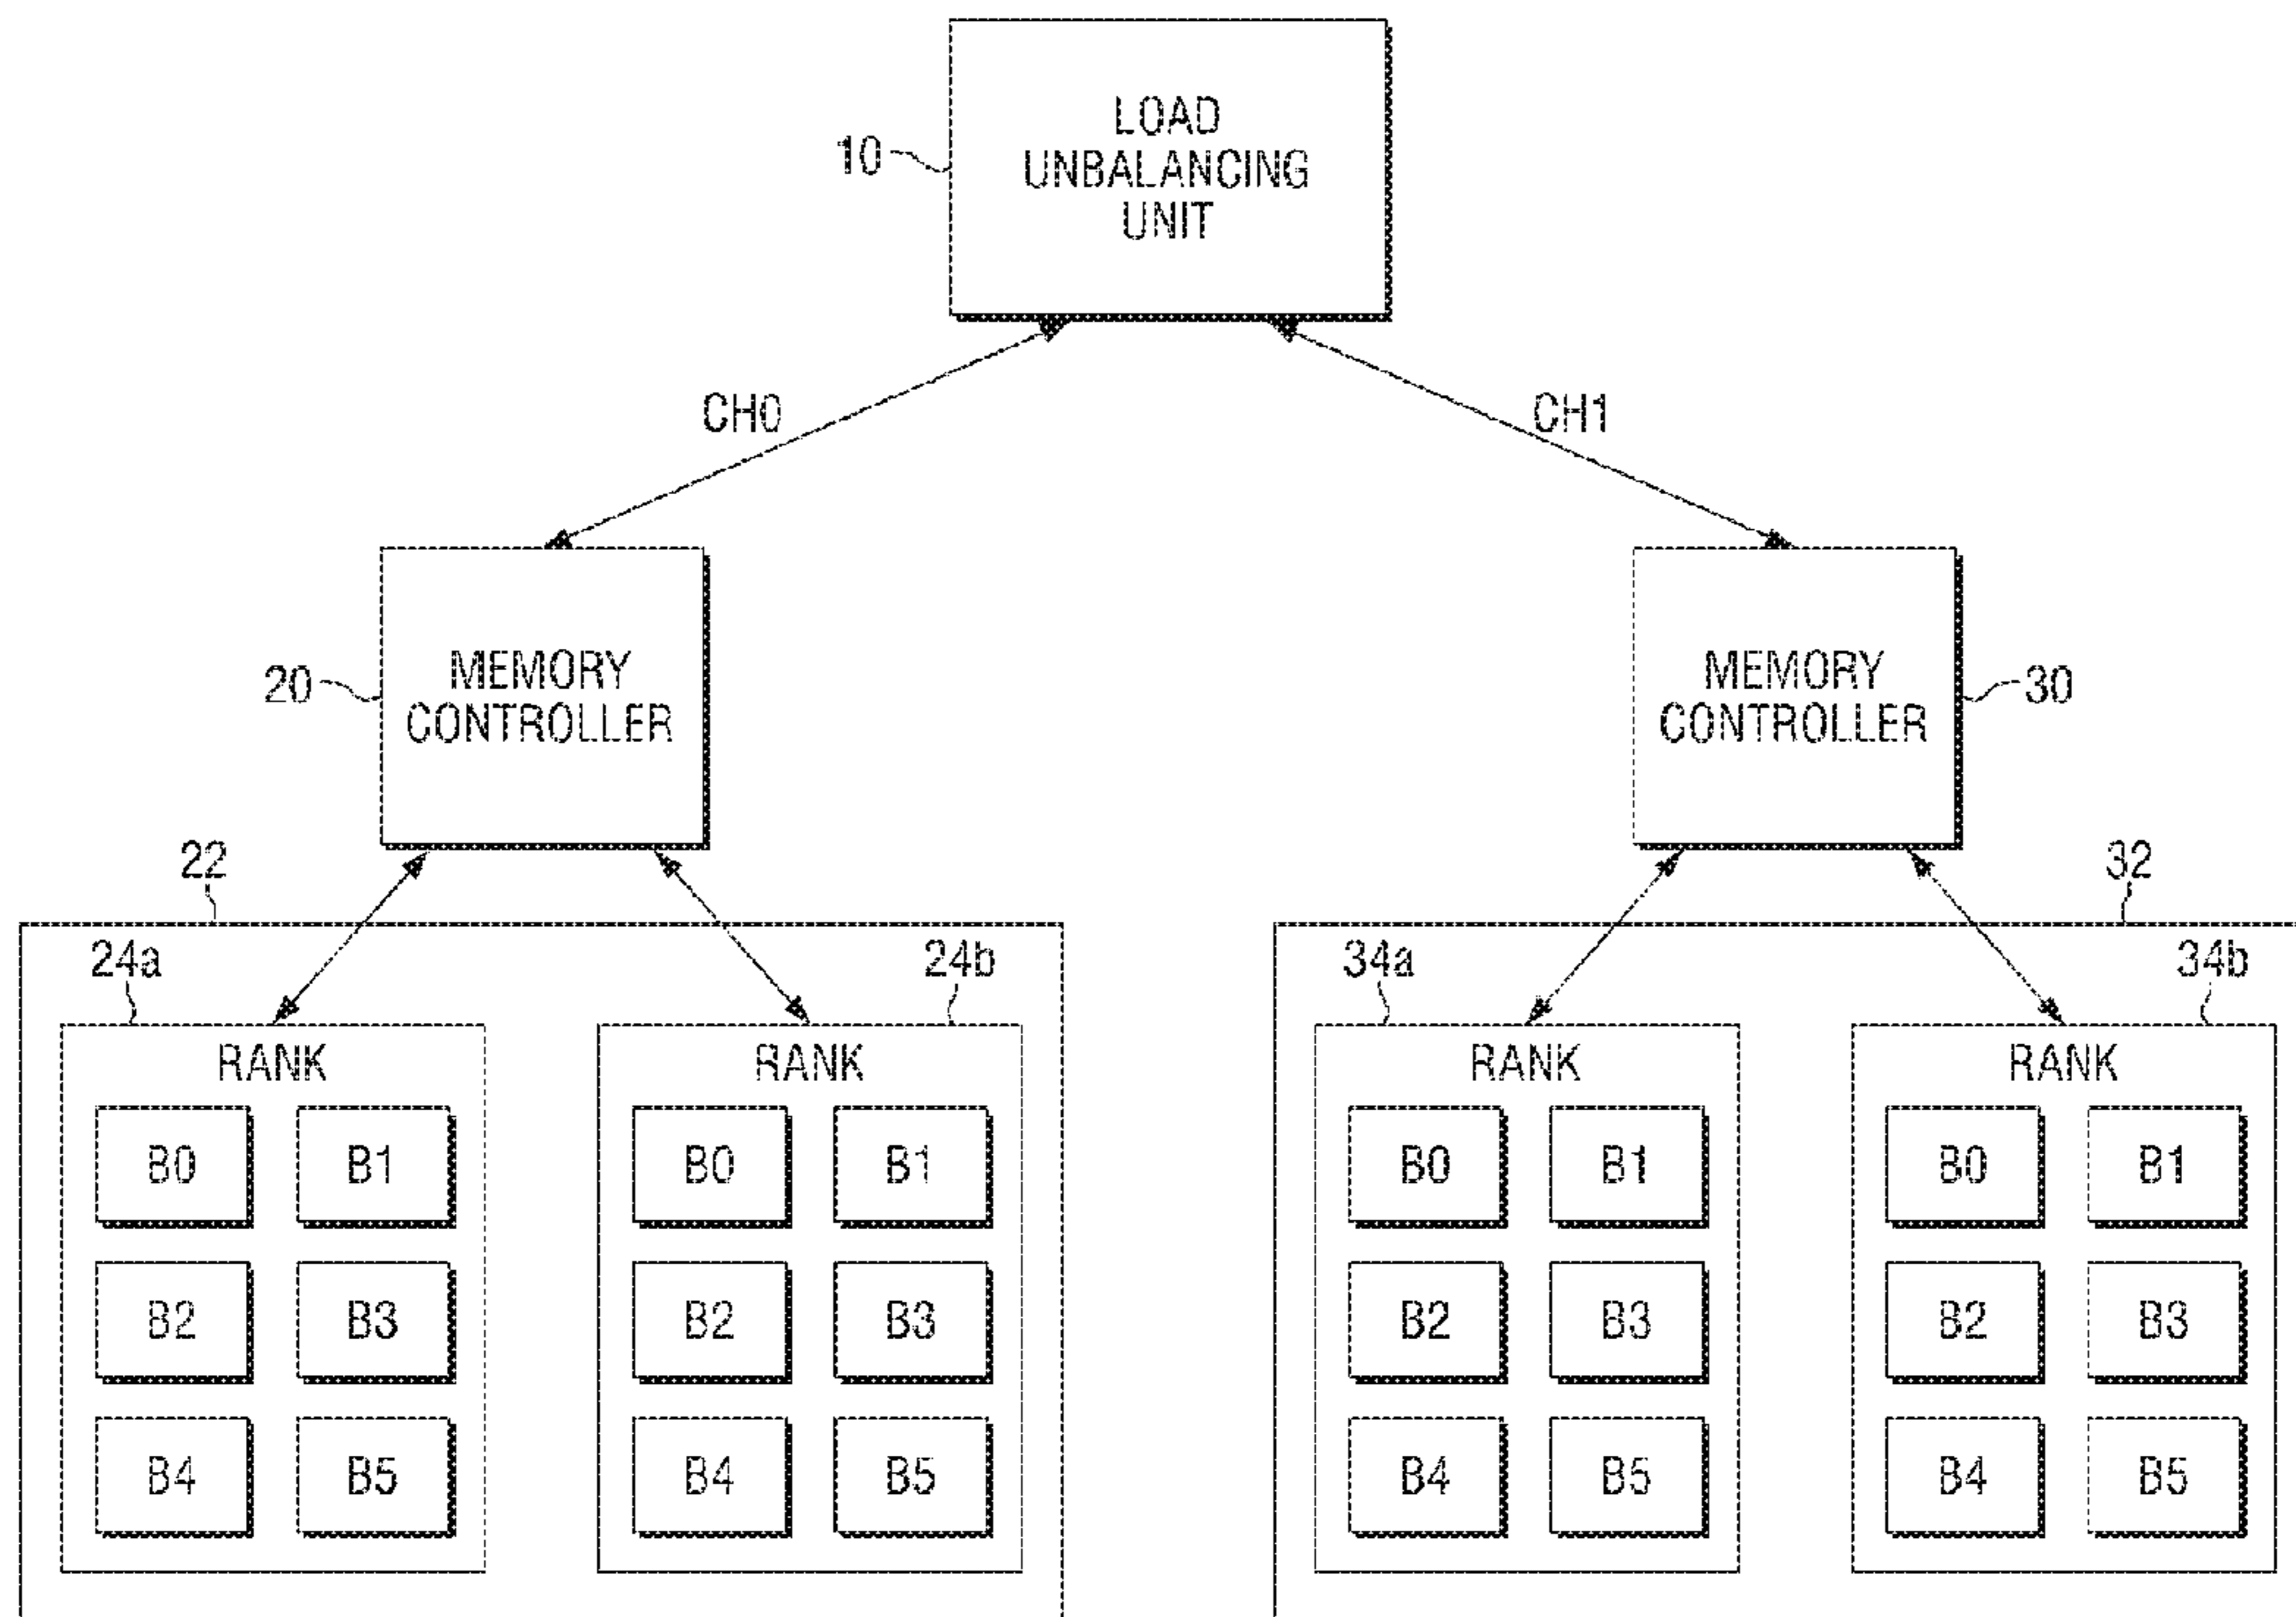 LOAD
UNBALANCING
UNIT
10
CH0
CH1
MEMORY
CONTROLLER
20
MEMORY
CONTROLLER
30
22
32
24a
24b
34a
34b
RANK
RANK
RANK
RANK
B0 B1
B0 B1
B0 B1
B0 B1
B2 B3
B2 B3
B2 B3
B2 B3
B4 B5
B4 B5
B4 B5
B4 B5